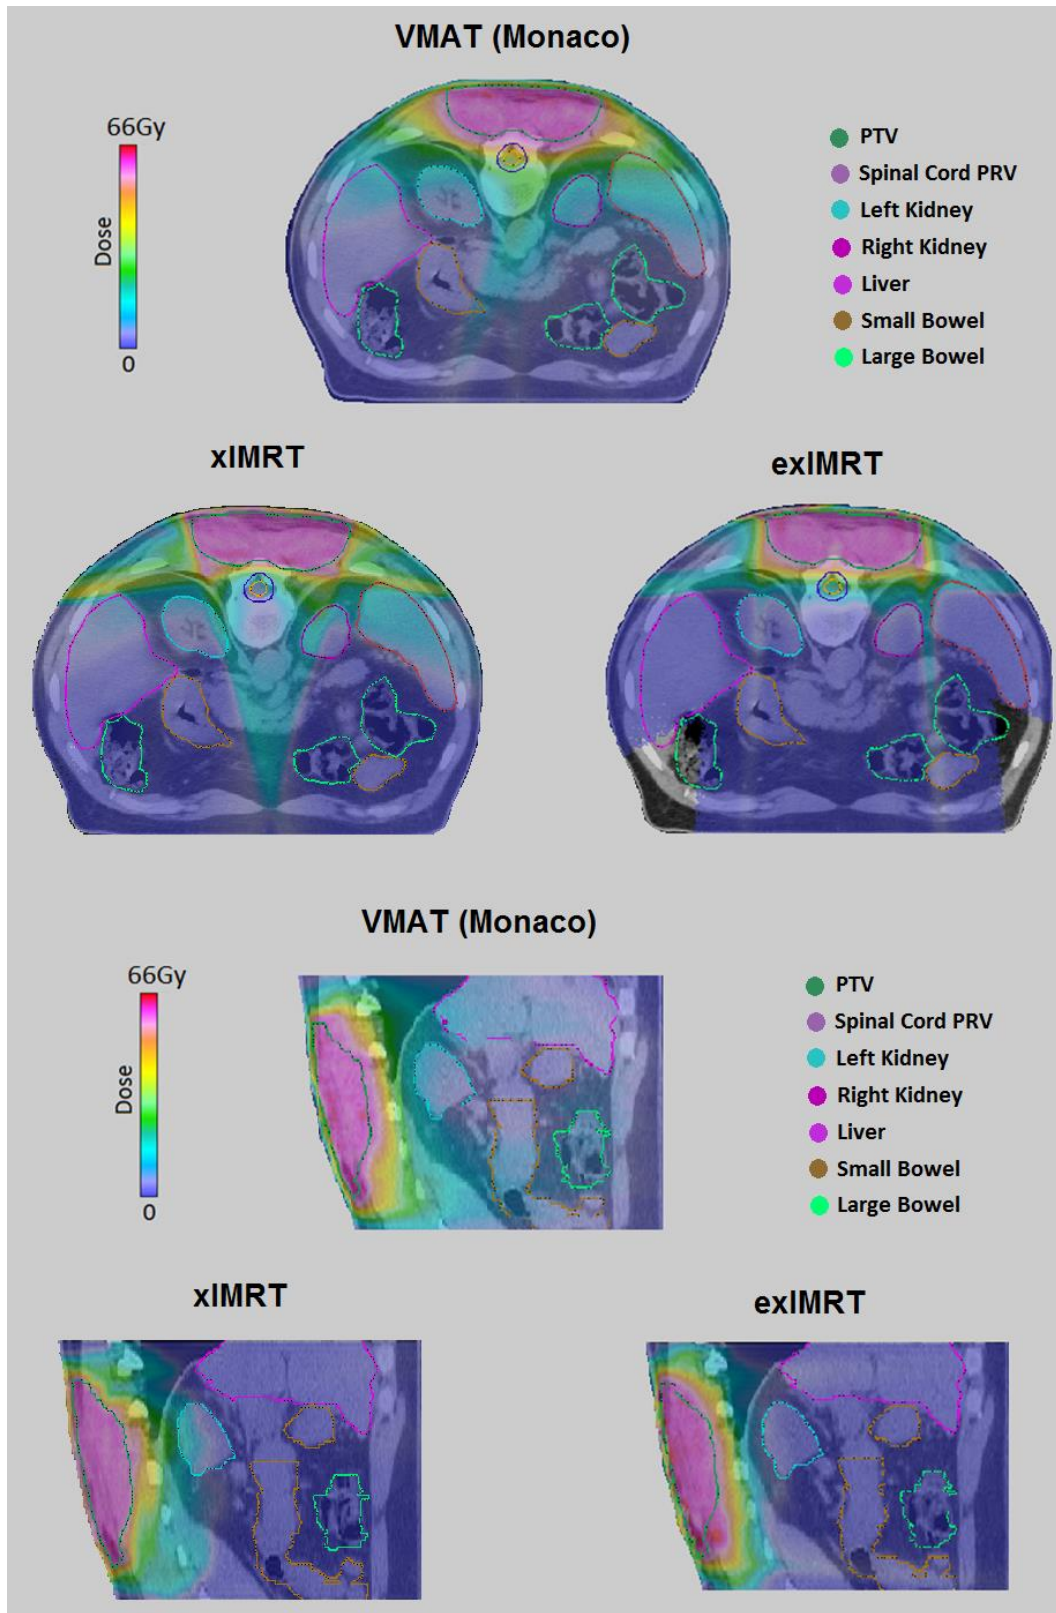 VMAT (Monaco)
66Gy
Dose
0
PTV
Spinal Cord PRV
Left Kidney
Right Kidney
Liver
Small Bowel
Large Bowel
xIMRT
exIMRT
VMAT (Monaco)
66Gy
Dose
0
PTV
Spinal Cord PRV
Left Kidney
Right Kidney
Liver
Small Bowel
Large Bowel
xIMRT
exIMRT